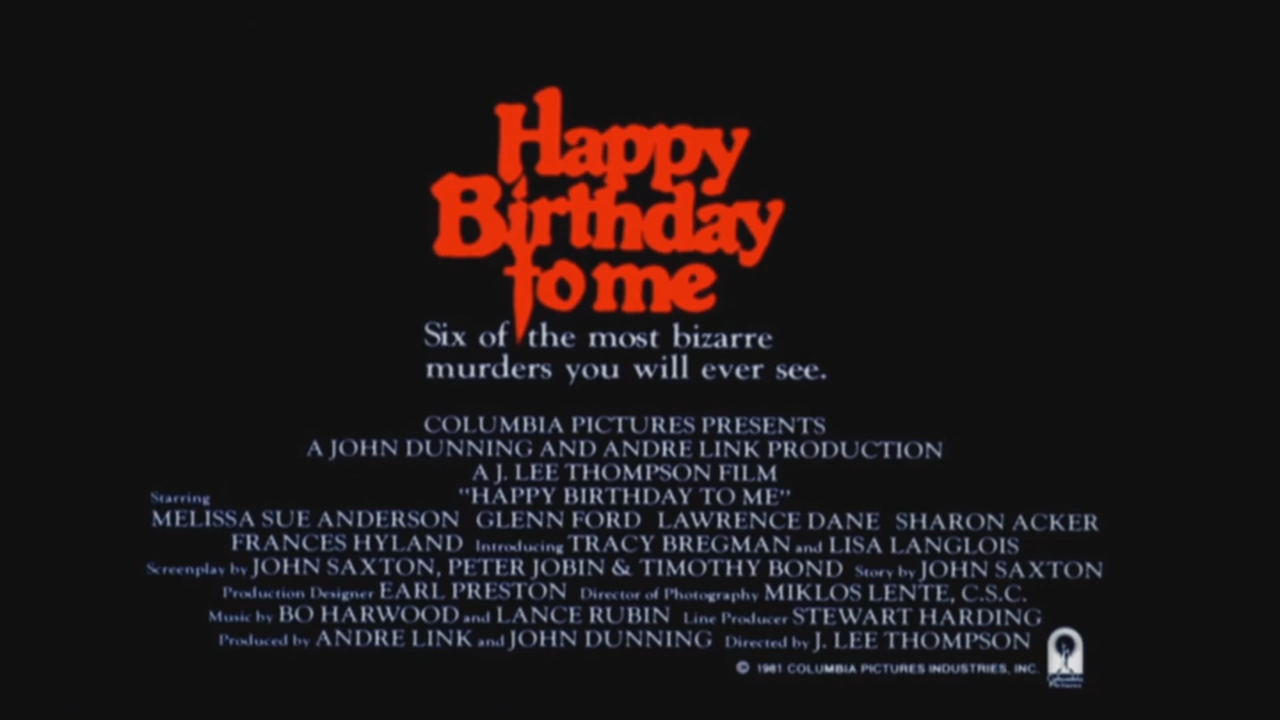 Happy
Birthday
to me
Six of the most bizarre
murders you will ever see.
COLUMBIA PICTURES PRESENTS
A JOHN DUNNING AND ANDRE LINK PRODUCTION
A J. LEE THOMPSON FILM
"HAPPY BIRTHDAY TO ME"
Starring
MELISSA SUE ANDERSON GLENN FORD LAWRENCE DANE SHARON ACKER
FRANCES HYLAND Introducing TRACY BREGMAN and LISA LANGLOIS
Screenplay by JOHN SAXTON, PETER JOBIN & TIMOTHY BOND Story by JOHN SAXTON
Production Designer EARL PRESTON Director of Photography MIKLOS LENTE, C.S.C.
Music by BO HARWOOD and LANCE RUBIN Line Producer STEWART HARDING
Produced by ANDRE LINK and JOHN DUNNING Directed by J. LEE THOMPSON
© 1981 COLUMBIA PICTURES INDUSTRIES, INC.
Columbia
Pictures